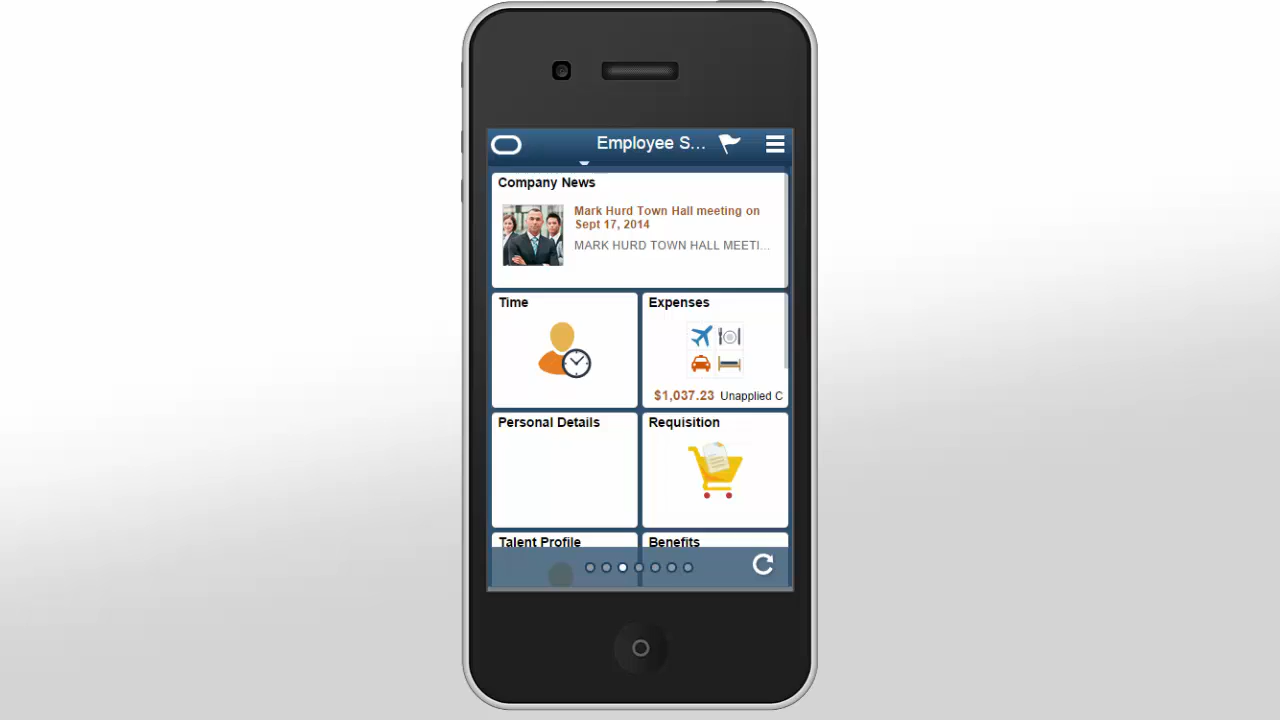 Employee S...
Company News
Mark Hurd Town Hall meeting on
Sept 17, 2014
MARK HURD TOWN HALL MEETI...
Time
Expenses
$1,037.23 Unapplied C
Personal Details
Requisition
Talent Profile
Benefits